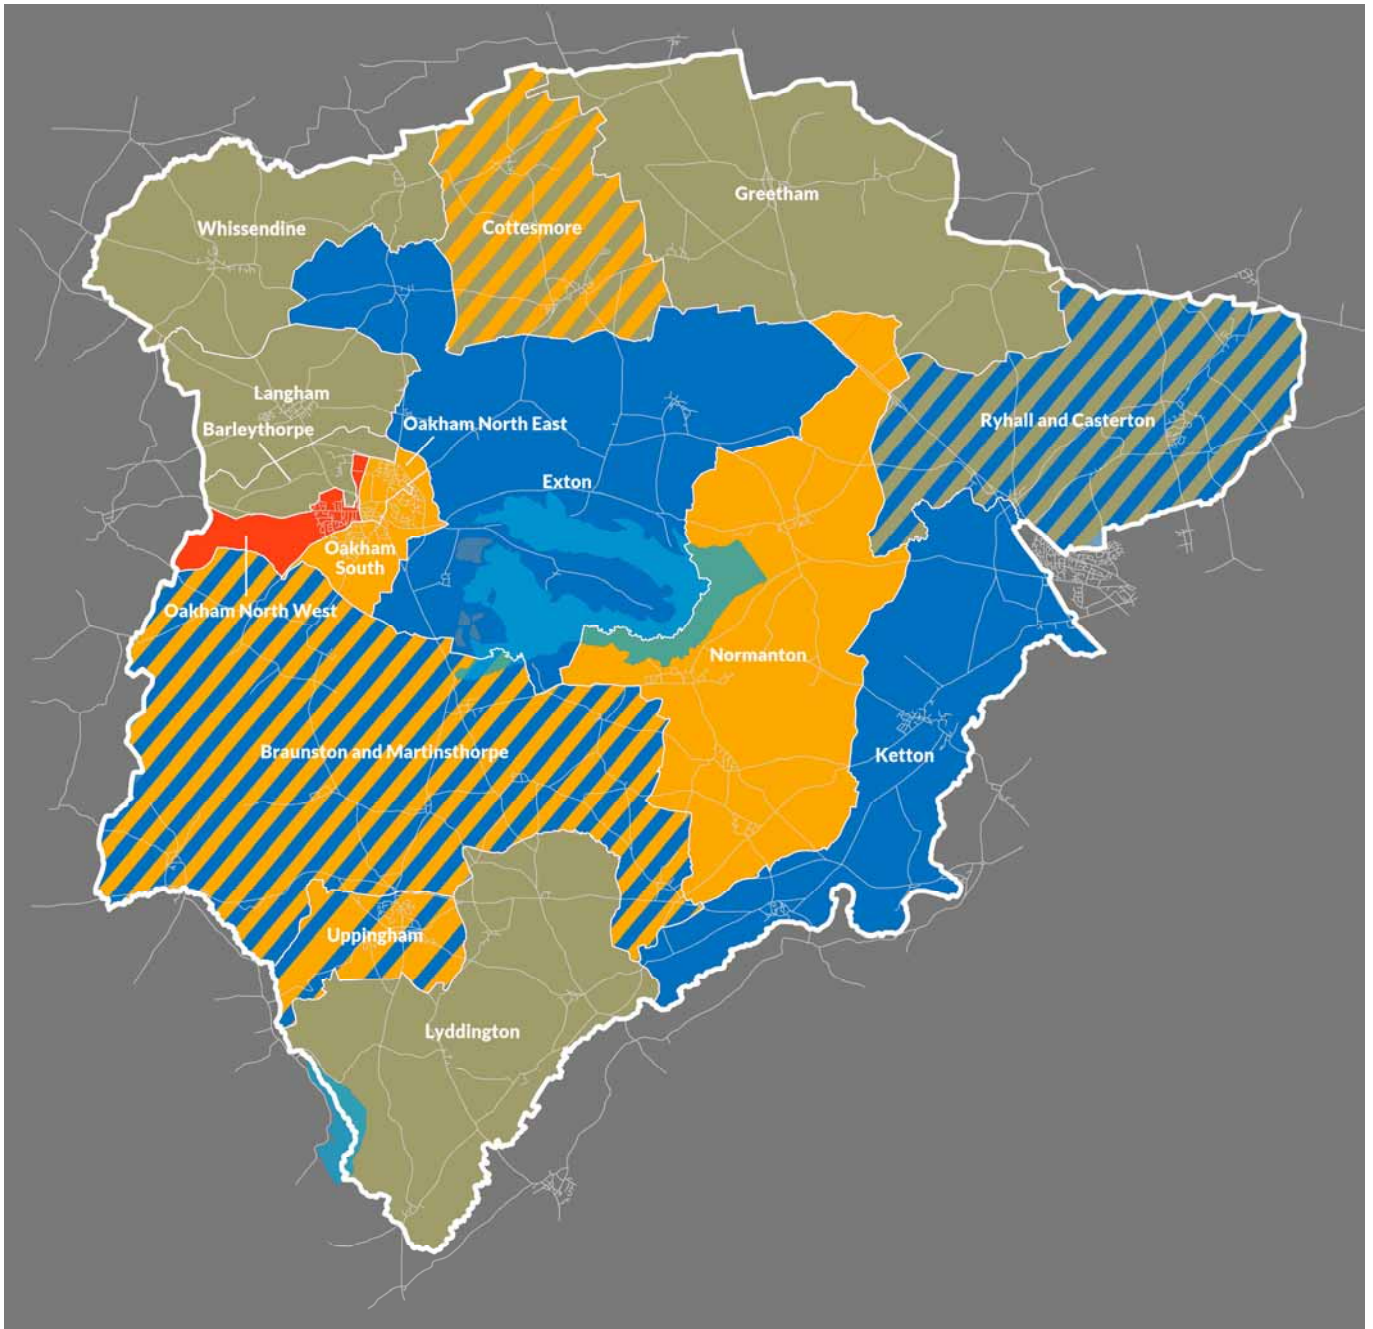 Greetham
Whissendine
Cottesmore
Langham
Ryhall and Casterton
Oakham North East
Barleythorpe
Exton
Oakham
South
Oakham North West
Normanton
Braunston and Martinsthorpe
Ketton
Uppingham
Lyddington